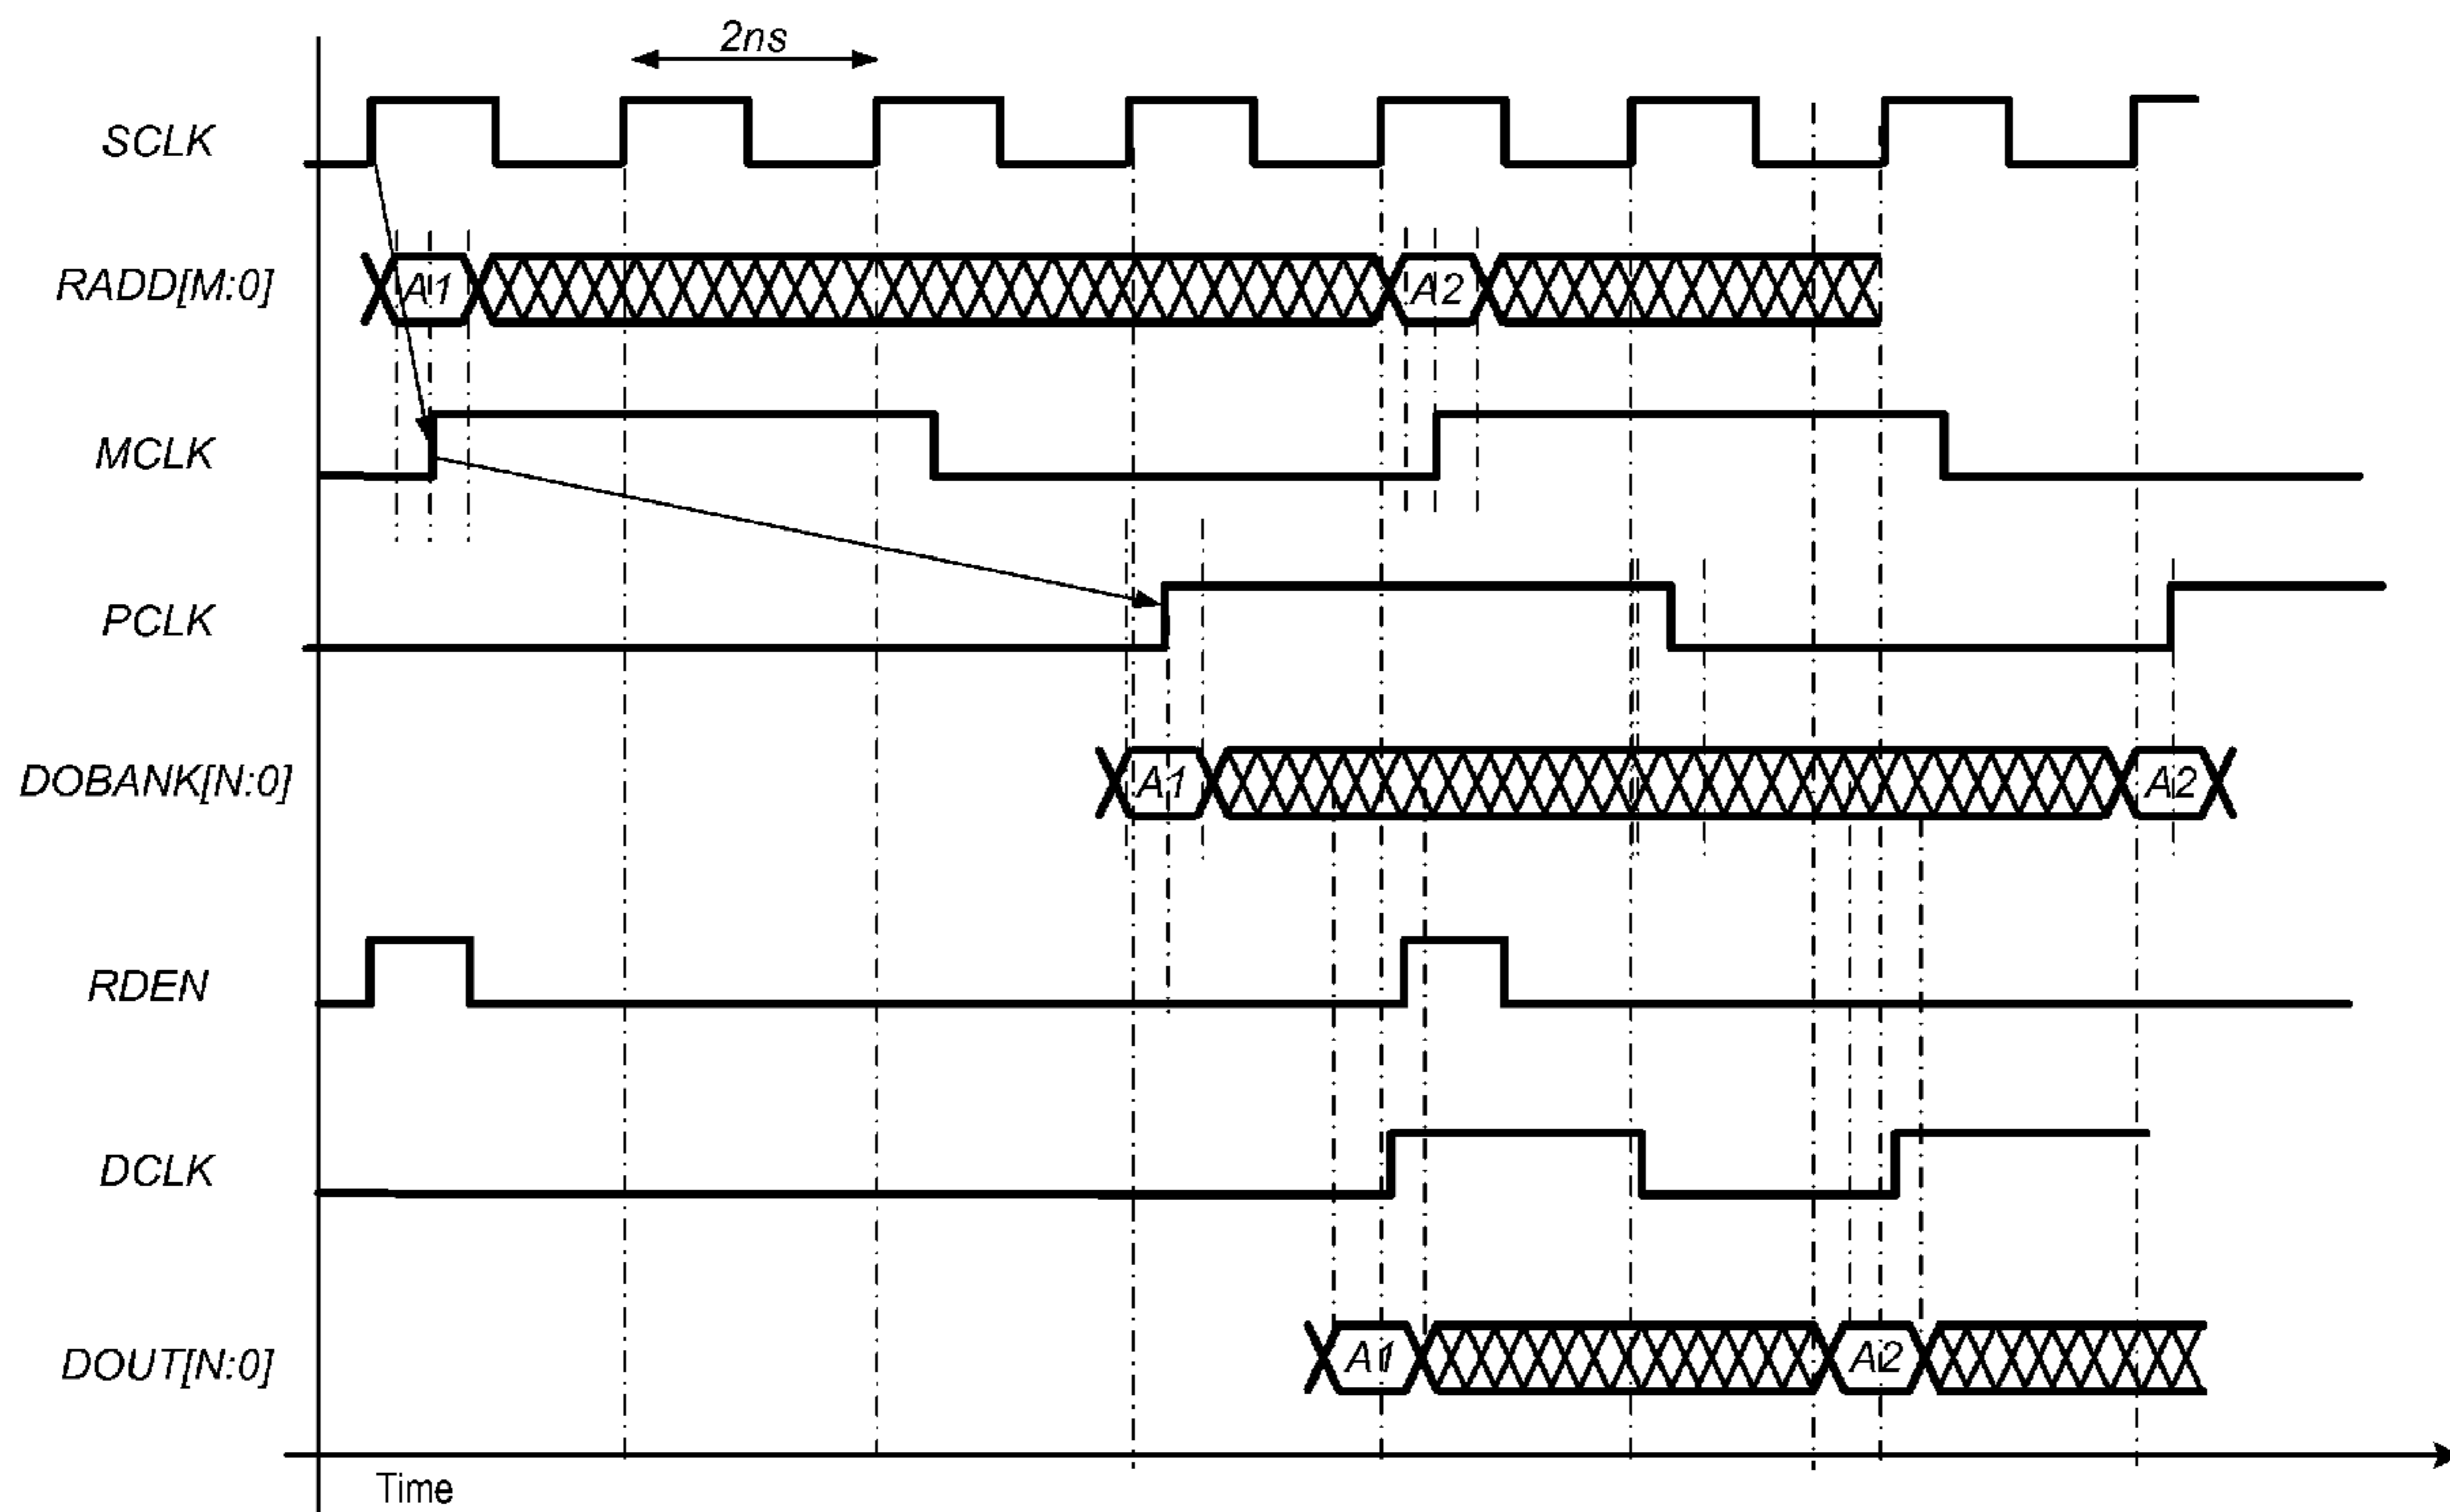 2ns
SCLK
RADD[M:0]
A1
A2
MCLK
PCLK
DOBANK[N:0]
A1
A2
RDEN
DCLK
DOUT[N:0]
A1
A2
Time